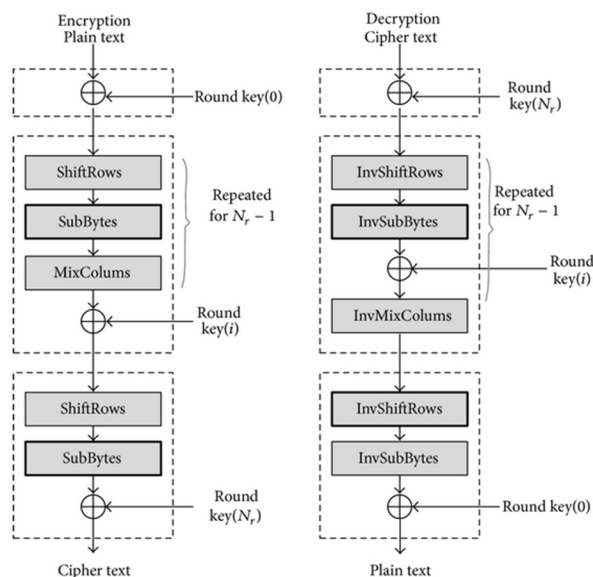 Encryption
Plain text
Round key(0)
ShiftRows
SubBytes
MixColums
Repeated
for Nr − 1
Round
key(i)
ShiftRows
SubBytes
Round
key(Nr)
Cipher text
Decryption
Cipher text
Round
key(Nr)
InvShiftRows
InvSubBytes
Repeated
for Nr − 1
Round
key(i)
InvMixColums
InvShiftRows
InvSubBytes
Round key(0)
Plain text